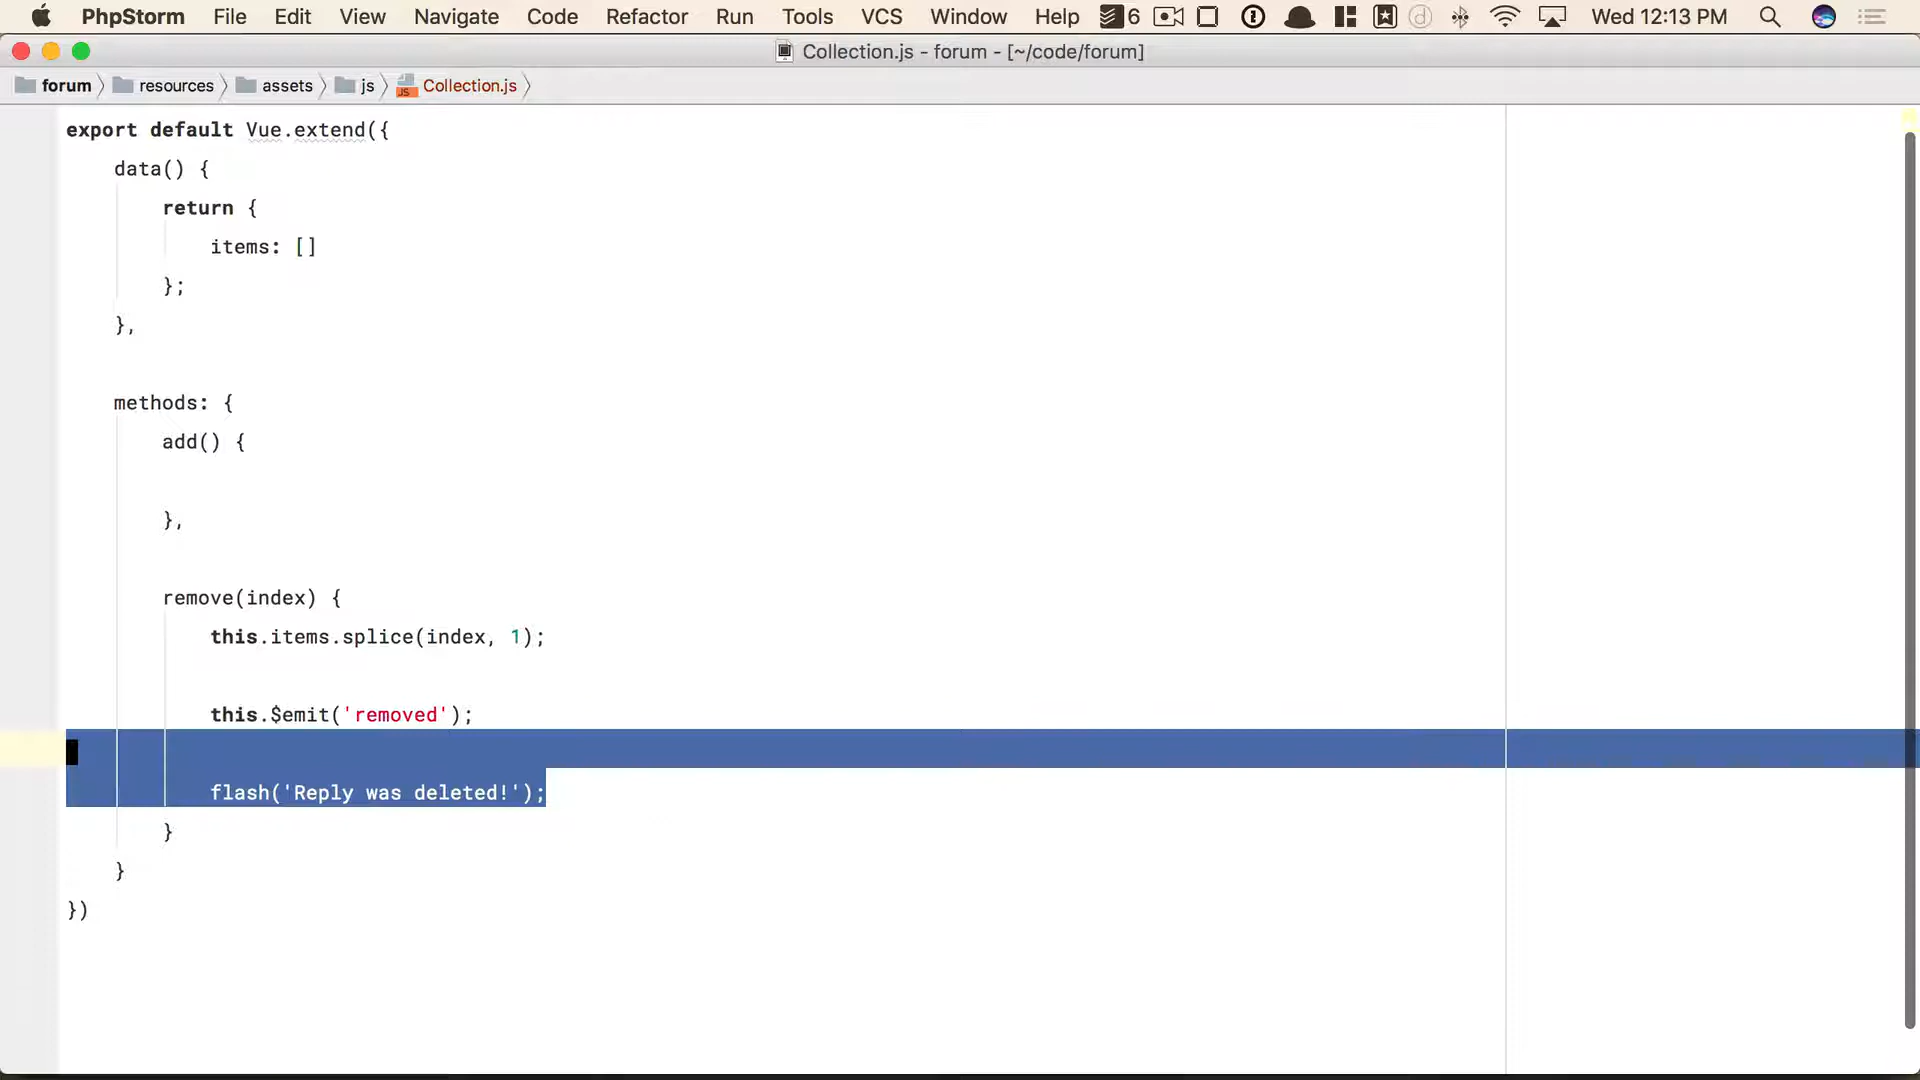 PhpStorm File Edit View Navigate Code Refactor Run Tools VCS Window Help 6 Wed 12:13 PM
Collection.js - forum - [~/code/forum]
forum resources assets js Collection.js
export default Vue.extend({
    data() {
        return {
            items: []
        };
    },
    methods: {
        add() {
        },
        remove(index) {
            this.items.splice(index, 1);
            this.$emit('removed');
            flash('Reply was deleted!');
        }
    }
})